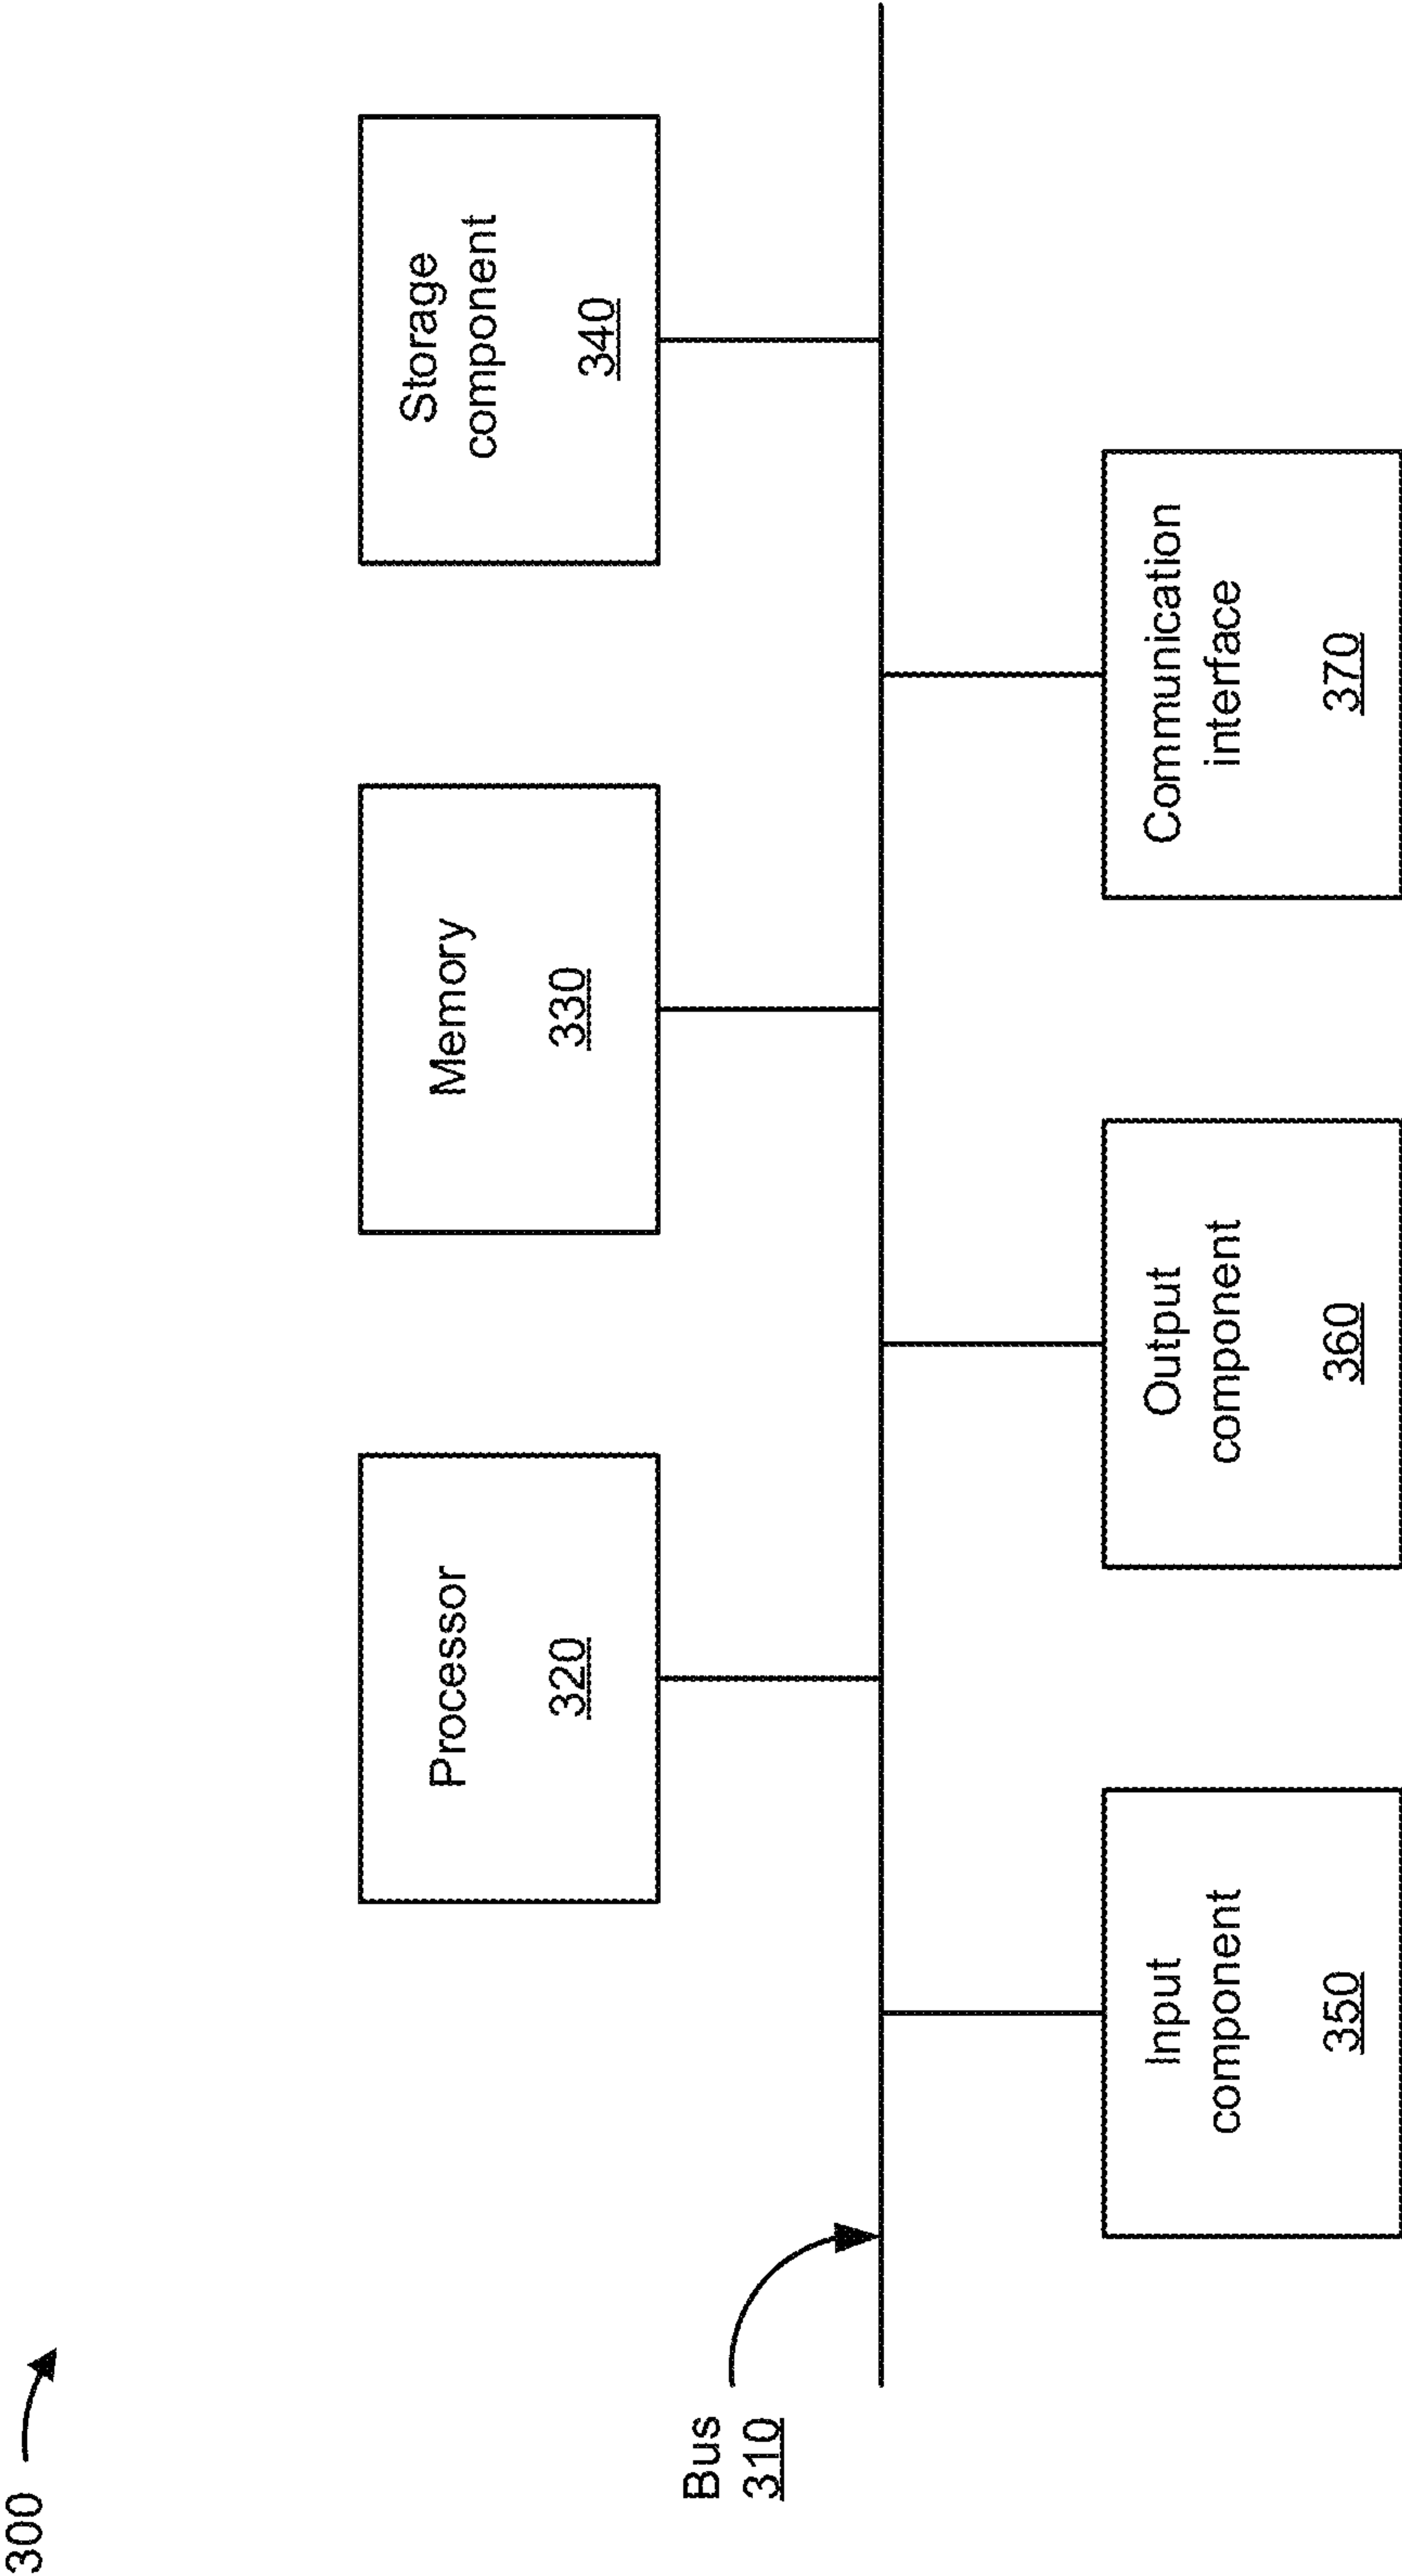 300
Bus
310
Processor
320
Memory
330
Storage
component
340
Input
component
350
Output
component
360
Communication
interface
370